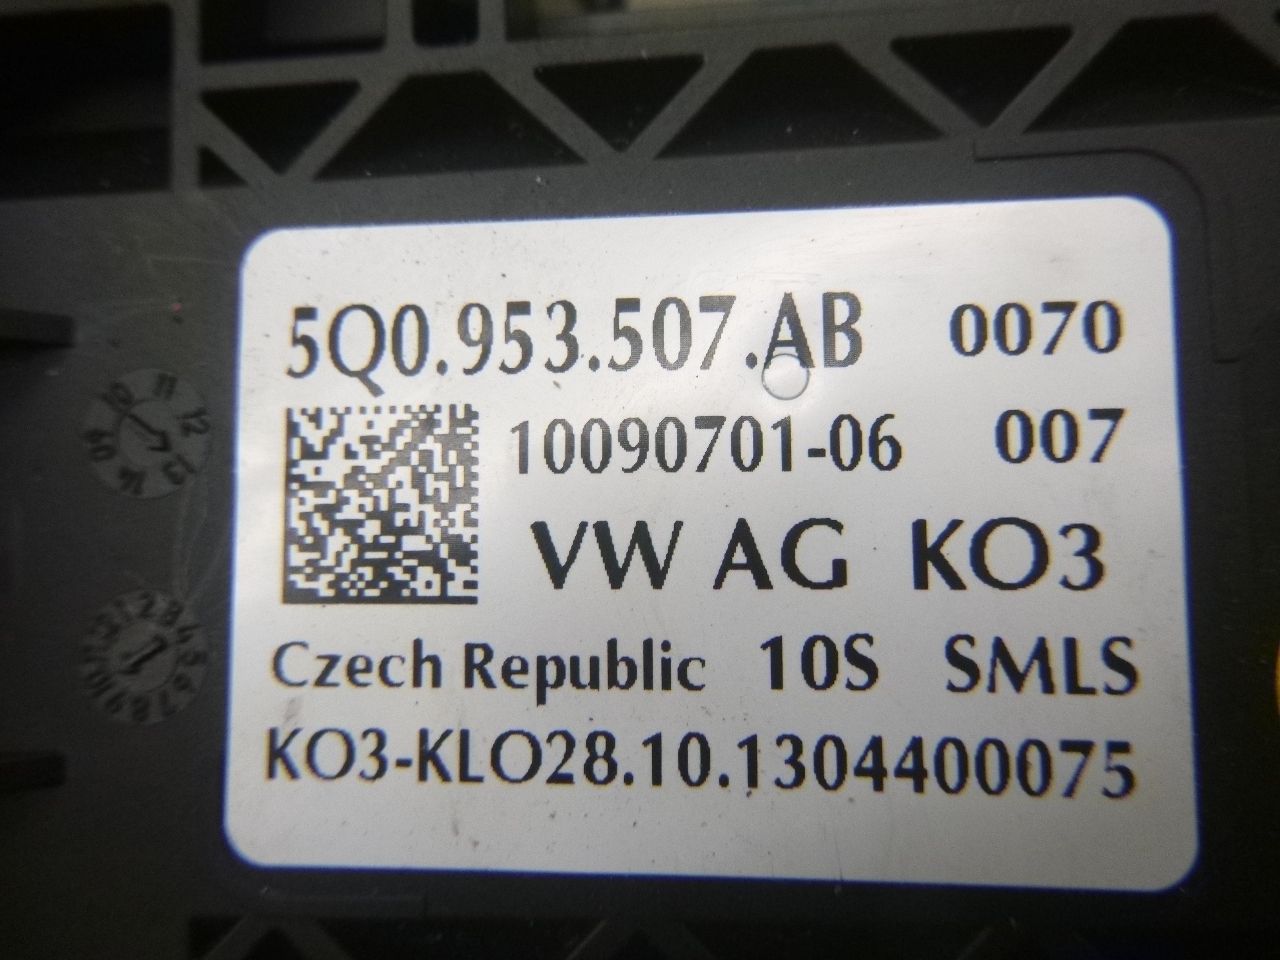 5Q0.953.507.AB 0070
10090701-06 007
VW AG KO3
Czech Republic 10S SMLS
KO3-KLO28.10.1304400075